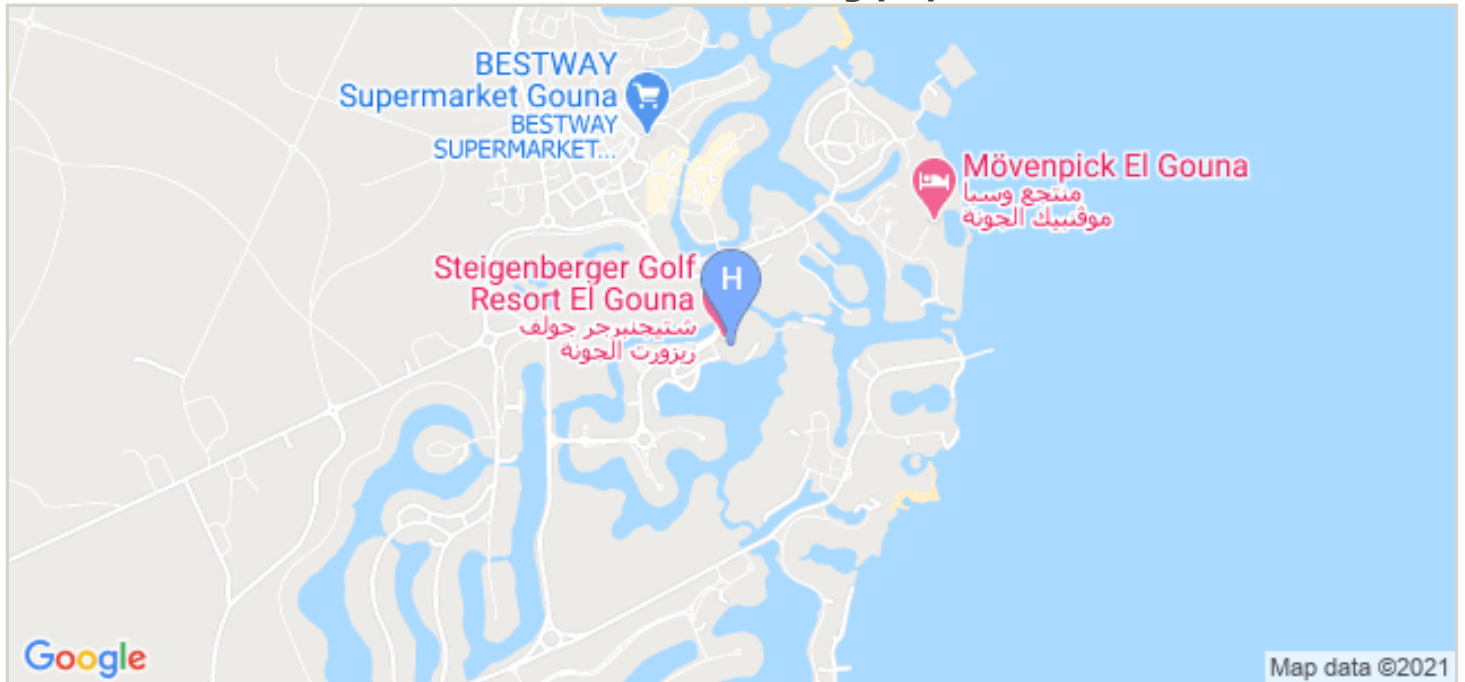 BESTWAY
Supermarket Gouna
BESTWAY
SUPERMARKET...
Mövenpick El Gouna
منتجع وسبا
موڤنبيك الجونة
Steigenberger Golf
Resort El Gouna
شتيجنبرجر جولف
ريزورت الجونة
H
Google
Map data ©2021